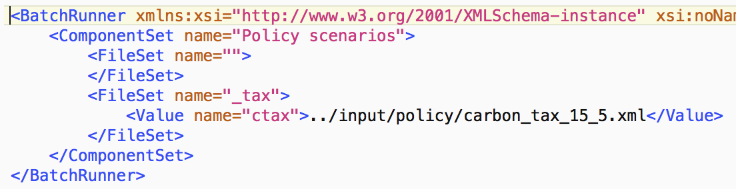 <BatchRunner xmlns:xsi="http://www.w3.org/2001/XMLSchema-instance" xsi:noNa
<ComponentSet name="Policy scenarios">
<FileSet name="">
</FileSet>
<FileSet name="_tax">
<Value name="ctax">../input/policy/carbon_tax_15_5.xml</Value>
</FileSet>
</ComponentSet>
</BatchRunner>